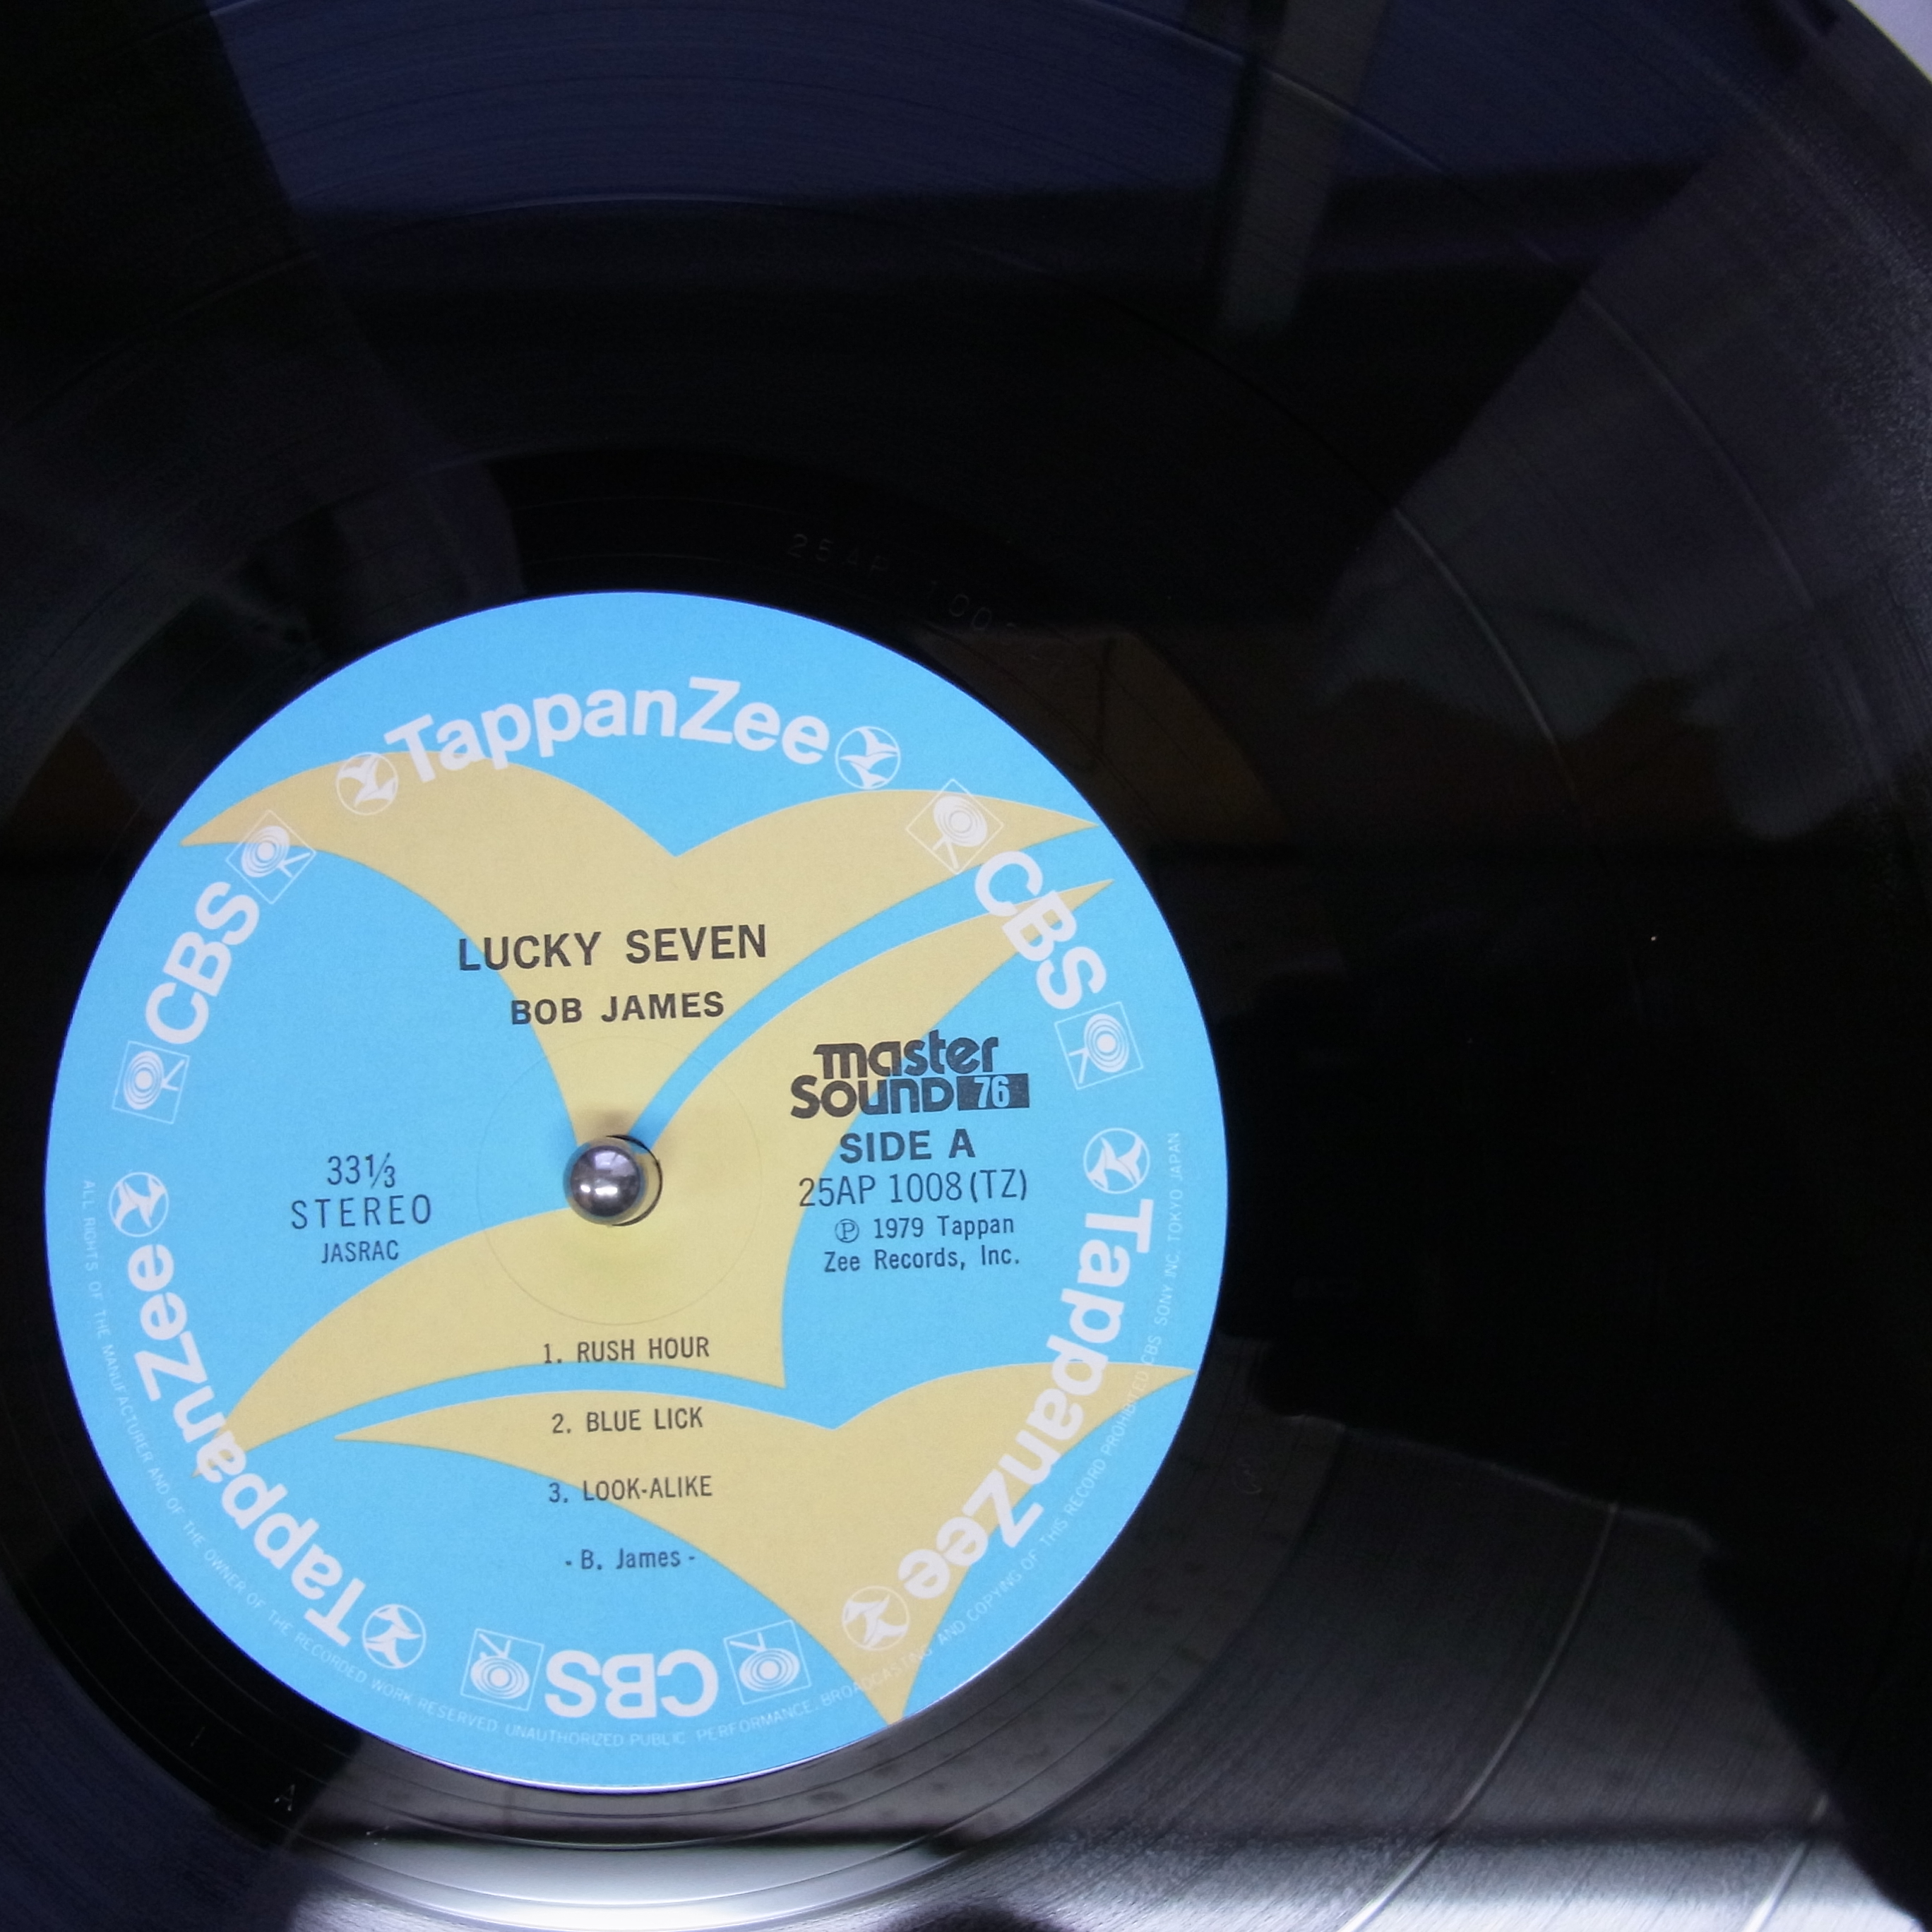 25AP 100
TappanZee
CBS
CBS
LUCKY SEVEN
BOB JAMES
master
Sound 76
SIDE A
25AP 1008 (TZ)
Ⓟ 1979 Tappan
Zee Records, Inc.
33⅓
STEREO
JASRAC
1. RUSH HOUR
2. BLUE LICK
3. LOOK-ALIKE
- B. James -
TappanZee
TappanZee
CBS
ALL RIGHTS OF THE MANUFACTURER AND OF THE OWNER OF THE RECORDED WORK RESERVED UNAUTHORIZED PUBLIC PERFORMANCE, BROADCASTING AND COPYING OF THIS RECORD PROHIBITED CBS SONY INC. TOKYO JAPAN
A